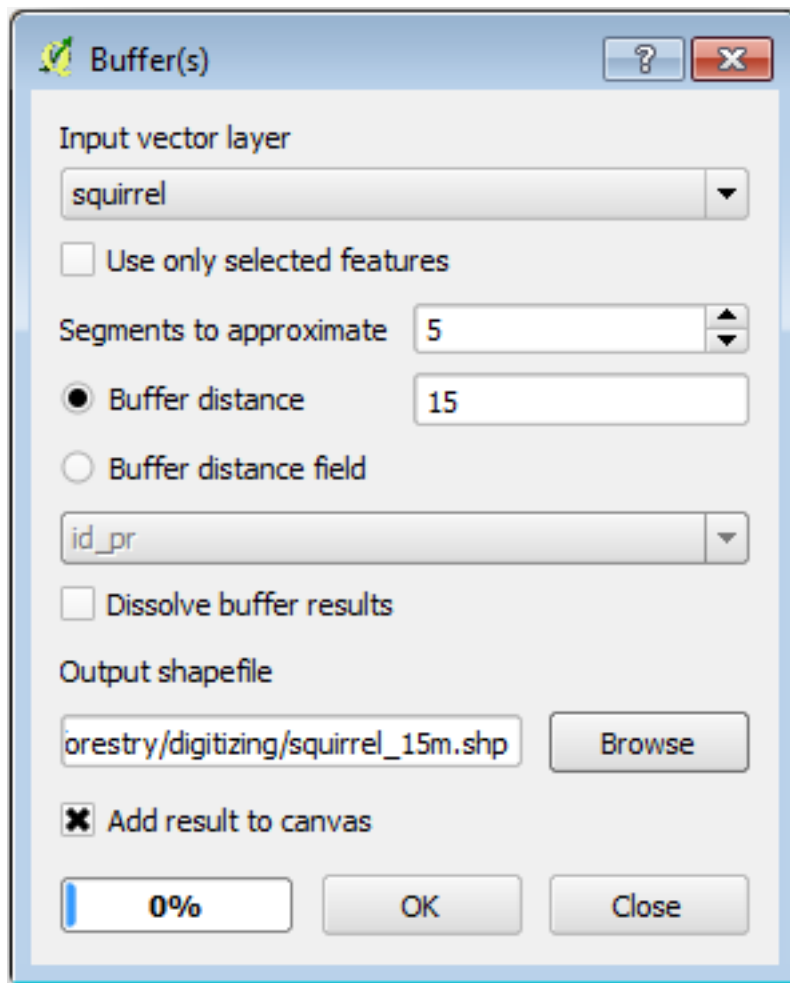 Buffer(s)
?
Input vector layer
squirrel
Use only selected features
Segments to approximate 5
Buffer distance 15
Buffer distance field
id_pr
Dissolve buffer results
Output shapefile
orestry/digitizing/squirrel_15m.shp Browse
Add result to canvas
0% OK Close